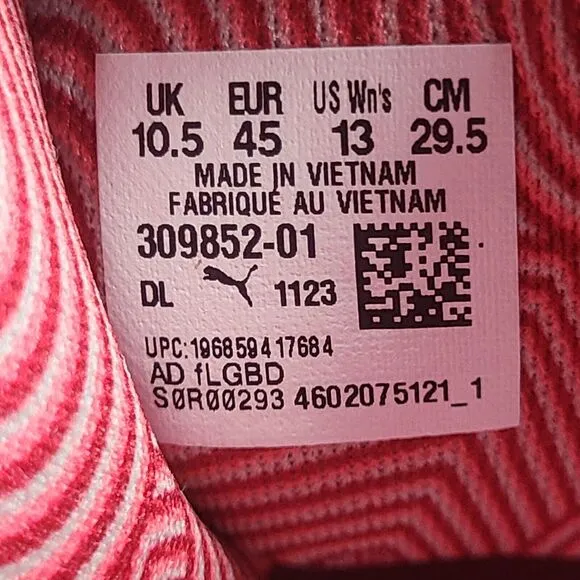 UK EUR US Wn's CM
10.5 45 13 29.5
MADE IN VIETNAM
FABRIQUÉ AU VIETNAM
309852-01
DL 1123
UPC:196859417684
AD fLGBD
SØRØØ293 4602075121_1